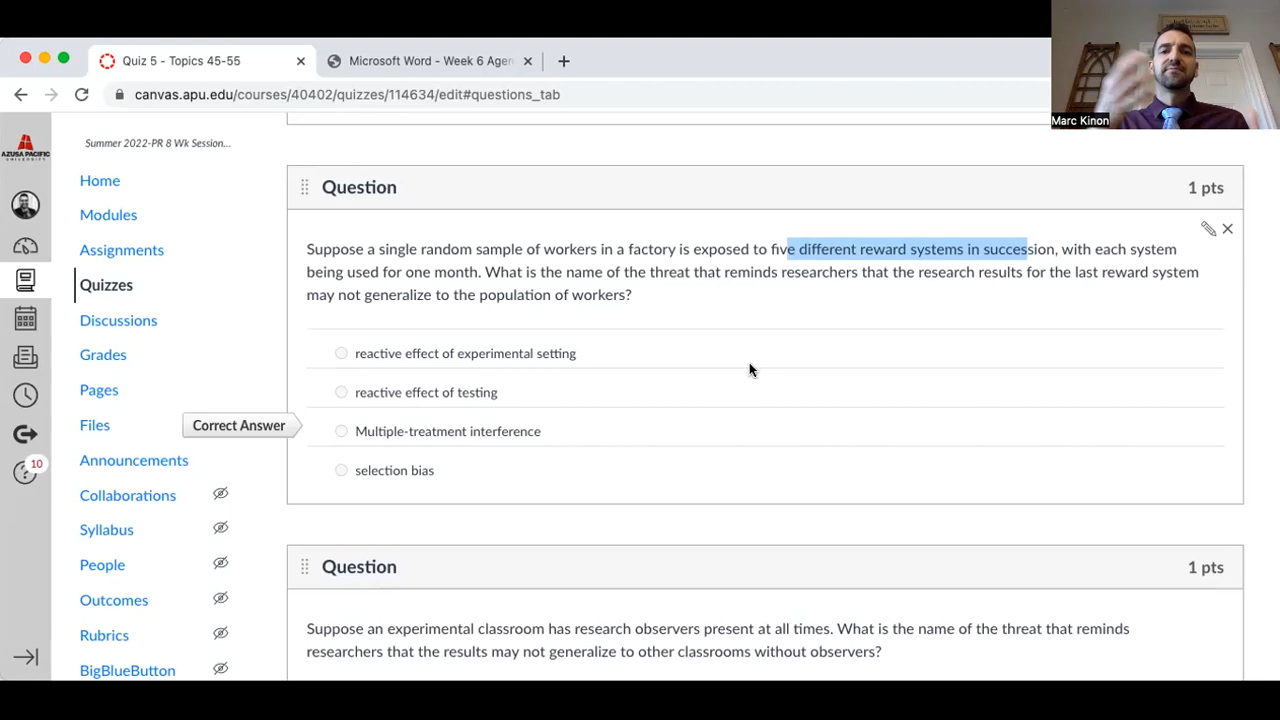 Quiz 5 - Topics 45-55
Microsoft Word - Week 6 Agen
canvas.apu.edu/courses/40402/quizzes/114634/edit#questions_tab
Marc Kinon
AZUSA PACIFIC
UNIVERSITY
10
Summer 2022-PR 8 Wk Session...
Home
Modules
Assignments
Quizzes
Discussions
Grades
Pages
Files
Announcements
Collaborations
Syllabus
People
Outcomes
Rubrics
BigBlueButton
Question
1 pts
Suppose a single random sample of workers in a factory is exposed to five different reward systems in succession, with each system
being used for one month. What is the name of the threat that reminds researchers that the research results for the last reward system
may not generalize to the population of workers?
reactive effect of experimental setting
reactive effect of testing
Correct Answer
Multiple-treatment interference
selection bias
Question
1 pts
Suppose an experimental classroom has research observers present at all times. What is the name of the threat that reminds
researchers that the results may not generalize to other classrooms without observers?